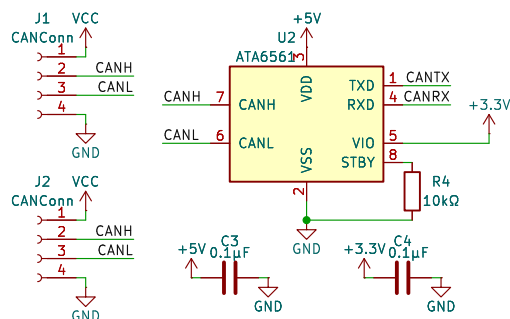 J1 VCC
CANConn
1
2 CANH
3 CANL
4
GND
+5V
U2
ATA6561
3
VDD
TXD 1 CANTX
RXD 4 CANRX
CANH 7 CANH
CANL 6 CANL
VIO 5
+3.3V
STBY 8
VSS
2
R4
10kΩ
GND
J2 VCC
CANConn
1
2 CANH
3 CANL
4
GND
+5V
C3
0.1µF
GND
+3.3V
C4
0.1µF
GND